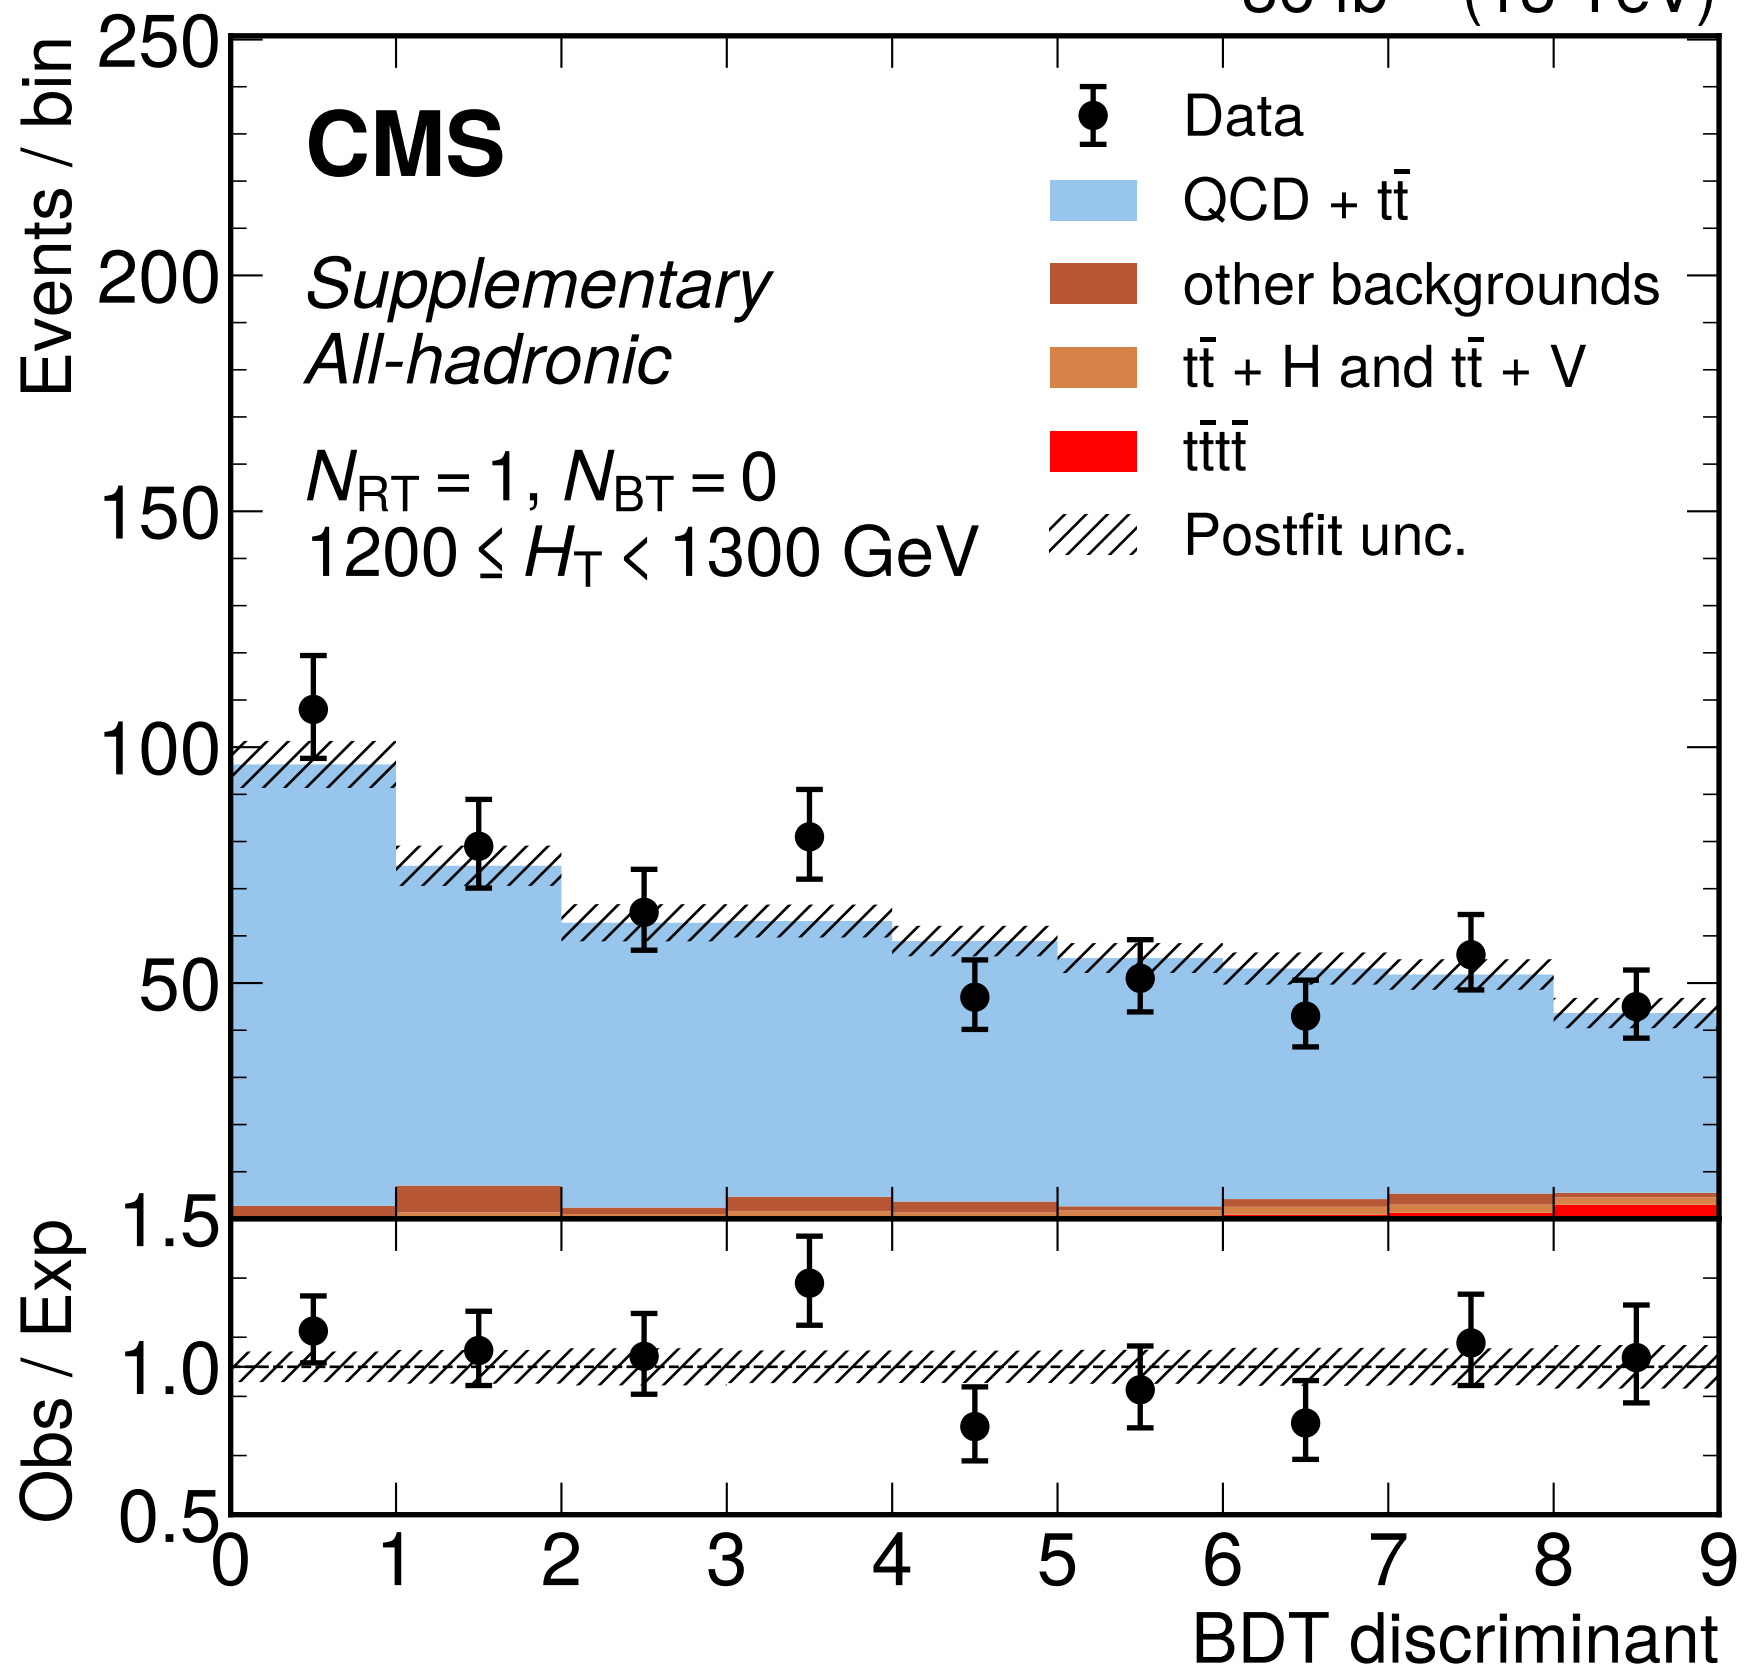 250
200
150
100
50
1.5
1.0
0.5
Events / bin
Obs / Exp
CMS
Supplementary
All-hadronic
N_RT = 1, N_BT = 0
1200 ≤ H_T < 1300 GeV
Data
QCD + tt̄
other backgrounds
tt̄ + H and tt̄ + V
tt̄tt̄
Postfit unc.
0 1 2 3 4 5 6 7 8 9
BDT discriminant